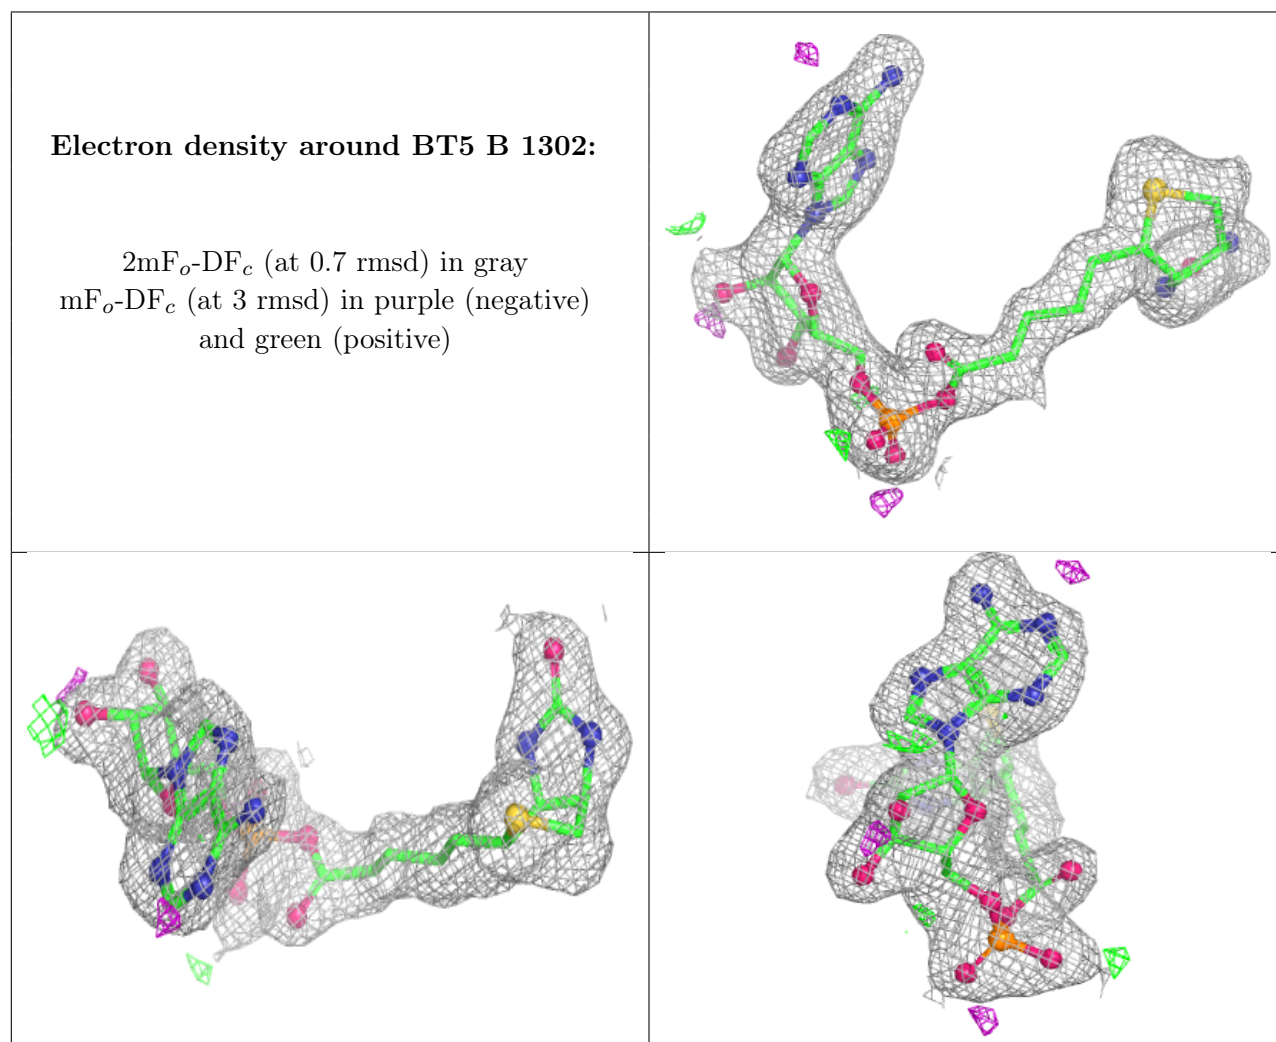 Electron density around BT5 B 1302:
2mFo-DFc (at 0.7 rmsd) in gray
mFo-DFc (at 3 rmsd) in purple (negative)
and green (positive)